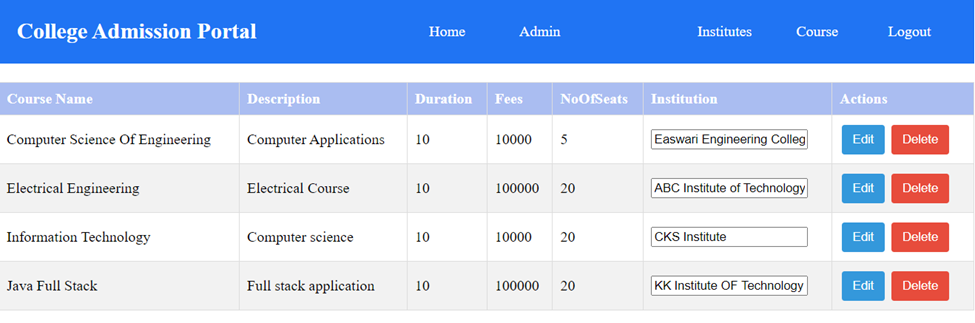 College Admission Portal Home Admin Institutes Course Logout
Course Name Description Duration Fees NoOfSeats Institution Actions
Computer Science Of Engineering Computer Applications 10 10000 5 Easwari Engineering Colleg Edit Delete
Electrical Engineering Electrical Course 10 100000 20 ABC Institute of Technology Edit Delete
Information Technology Computer science 10 10000 20 CKS Institute Edit Delete
Java Full Stack Full stack application 10 100000 20 KK Institute OF Technology Edit Delete